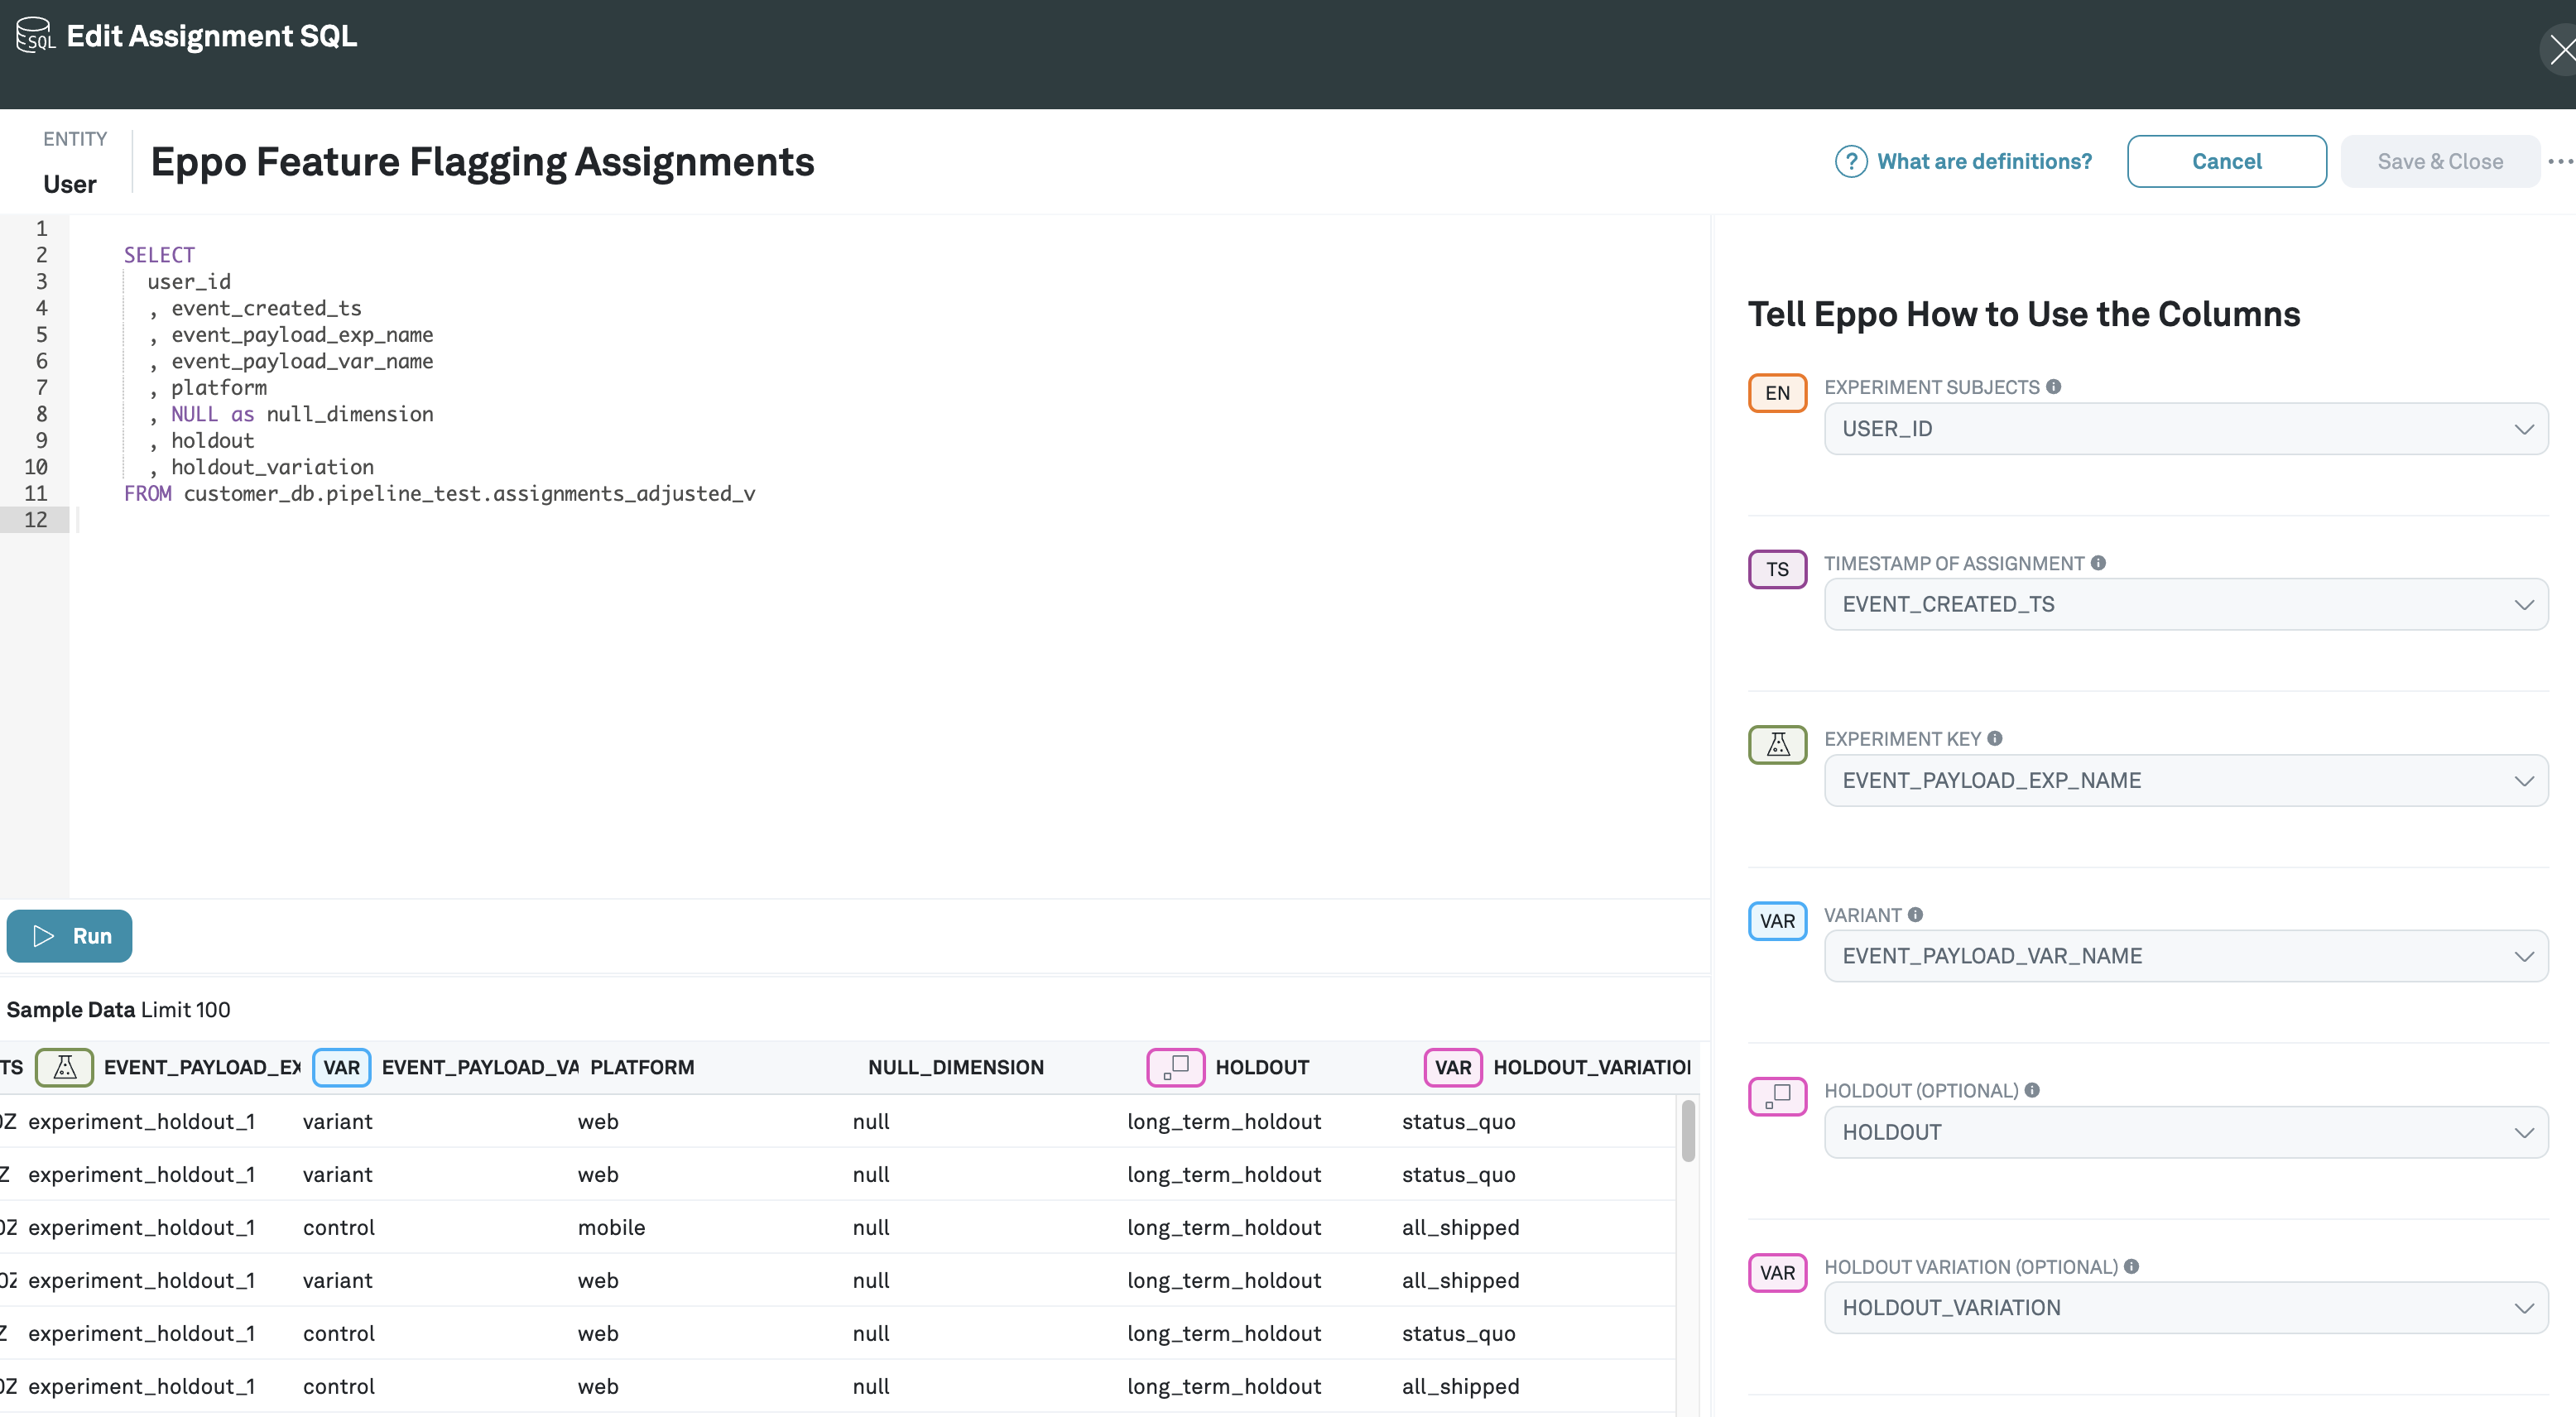 SQL Edit Assignment SQL
ENTITY
User
Eppo Feature Flagging Assignments
? What are definitions?
Cancel
Save & Close
1
2 SELECT
3 user_id
4 , event_created_ts
5 , event_payload_exp_name
6 , event_payload_var_name
7 , platform
8 , NULL as null_dimension
9 , holdout
10 , holdout_variation
11 FROM customer_db.pipeline_test.assignments_adjusted_v
12
Run
Sample Data Limit 100
TS EVENT_PAYLOAD_EX VAR EVENT_PAYLOAD_VA PLATFORM NULL_DIMENSION HOLDOUT VAR HOLDOUT_VARIATION
0Z experiment_holdout_1 variant web null long_term_holdout status_quo
Z experiment_holdout_1 variant web null long_term_holdout status_quo
0Z experiment_holdout_1 control mobile null long_term_holdout all_shipped
0Z experiment_holdout_1 variant web null long_term_holdout all_shipped
Z experiment_holdout_1 control web null long_term_holdout status_quo
0Z experiment_holdout_1 control web null long_term_holdout all_shipped
Tell Eppo How to Use the Columns
EN EXPERIMENT SUBJECTS
USER_ID
TS TIMESTAMP OF ASSIGNMENT
EVENT_CREATED_TS
EXPERIMENT KEY
EVENT_PAYLOAD_EXP_NAME
VAR VARIANT
EVENT_PAYLOAD_VAR_NAME
HOLDOUT (OPTIONAL)
HOLDOUT
VAR HOLDOUT VARIATION (OPTIONAL)
HOLDOUT_VARIATION